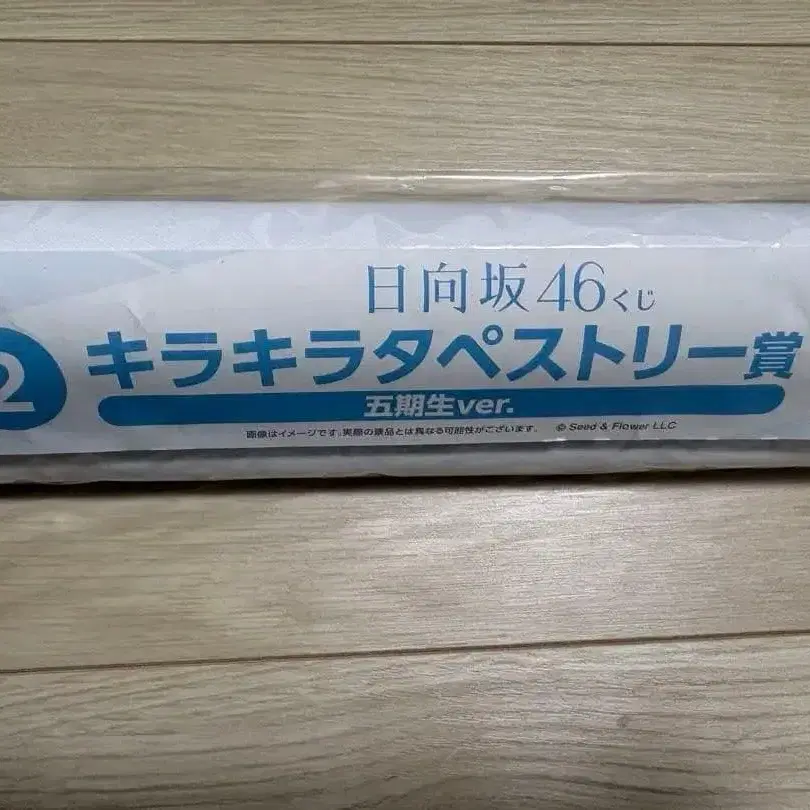 日向坂46くじ
2
キラキラタペストリー賞
五期生ver.
画像はイメージです。実際の景品とは異なる可能性がございます。 © Seed & Flower LLC